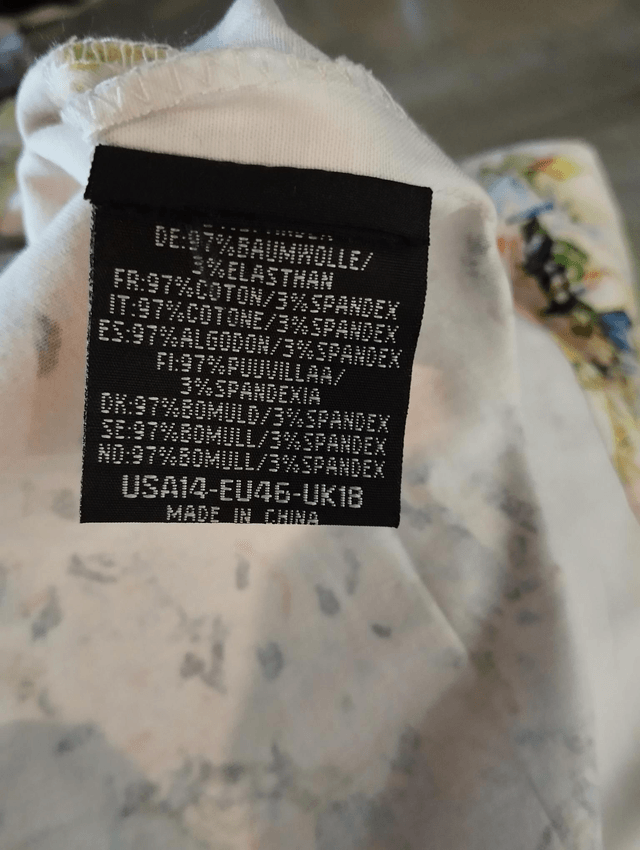 DE:97%BAUMWOLLE/
3%ELASTHAN
FR:97%COTON/3%SPANDEX
IT:97%COTONE/3%SPANDEX
ES:97%ALGODON/3%SPANDEX
FI:97%PUUVILLAA/
3%SPANDEXIA
DK:97%BOMULD/3%SPANDEX
SE:97%BOMULL/3%SPANDEX
NO:97%BOMULL/3%SPANDEX
USA14-EU46-UK18
MADE IN CHINA